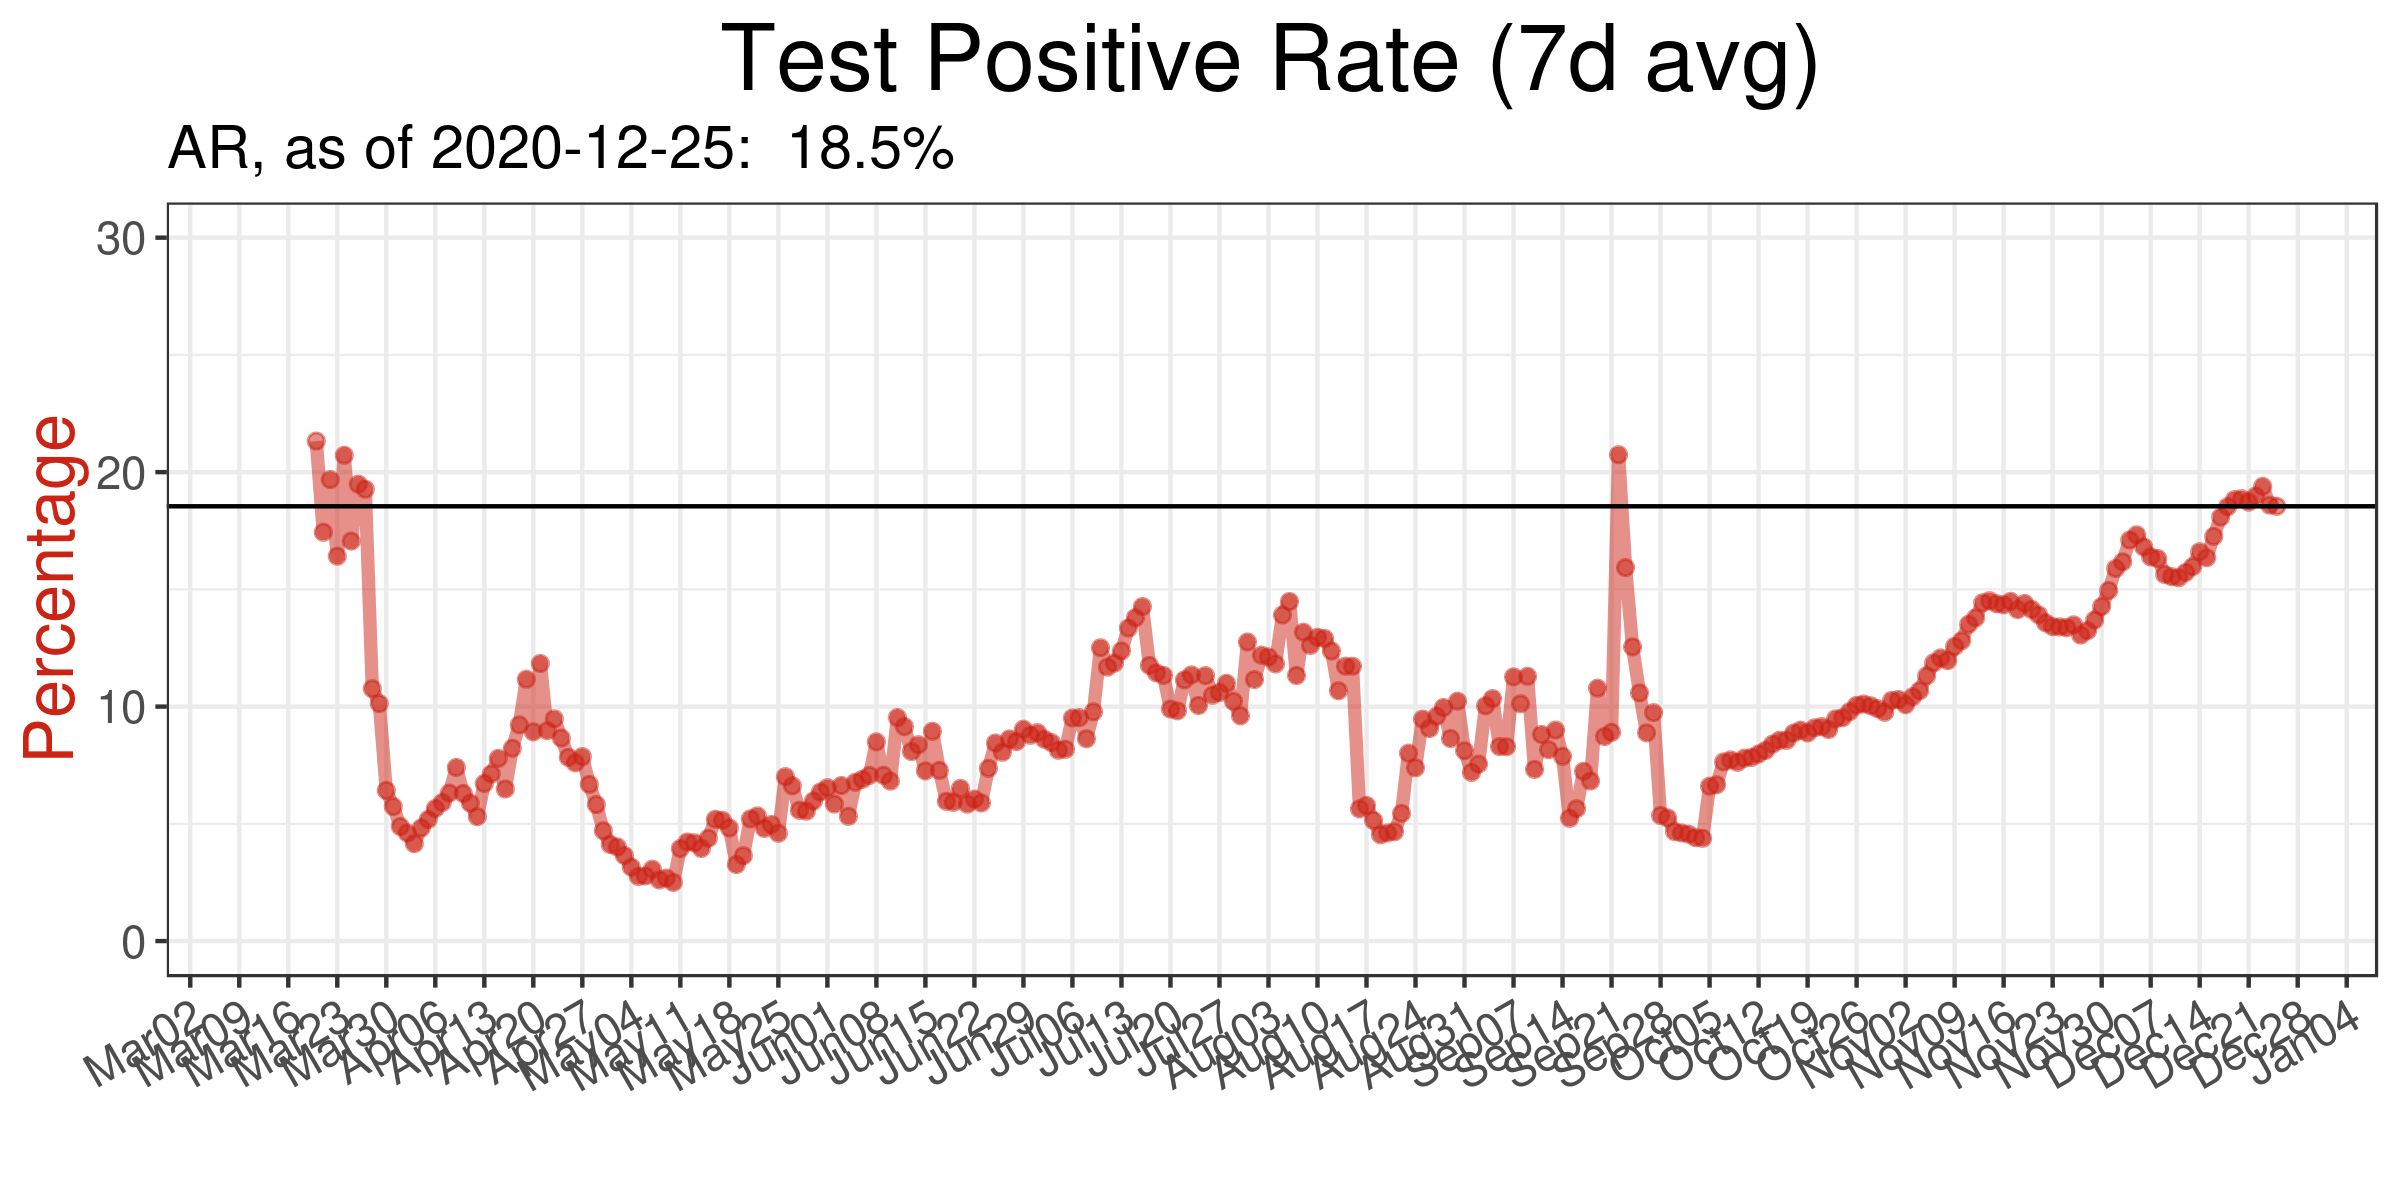 Test Positive Rate (7d avg)
AR, as of 2020-12-25:  18.5%
Percentage
30
20
10
0
Mar02
Mar09
Mar16
Mar23
Mar30
Apr06
Apr13
Apr20
Apr27
May04
May11
May18
May25
Jun01
Jun08
Jun15
Jun22
Jun29
Jul06
Jul13
Jul20
Jul27
Aug03
Aug10
Aug17
Aug24
Aug31
Sep07
Sep14
Sep21
Sep28
Oct05
Oct12
Oct19
Oct26
Nov02
Nov09
Nov16
Nov23
Nov30
Dec07
Dec14
Dec21
Dec28
Jan04